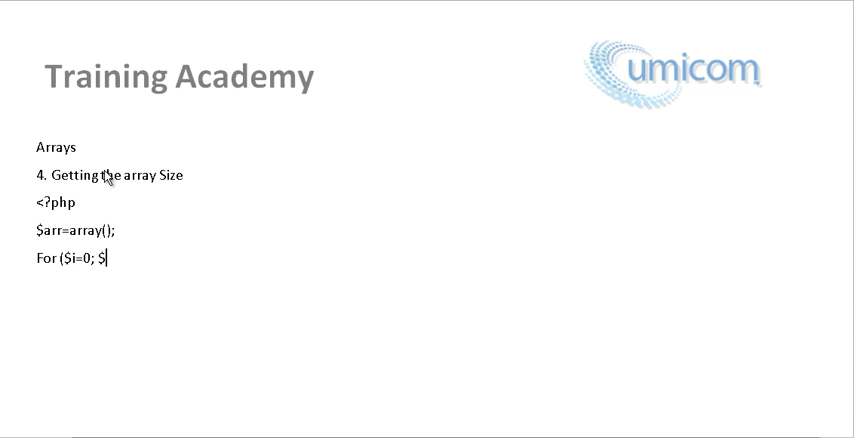 Training Academy
umicom
Arrays
4. Getting the array Size
<?php
$arr=array();
For ($i=0; $